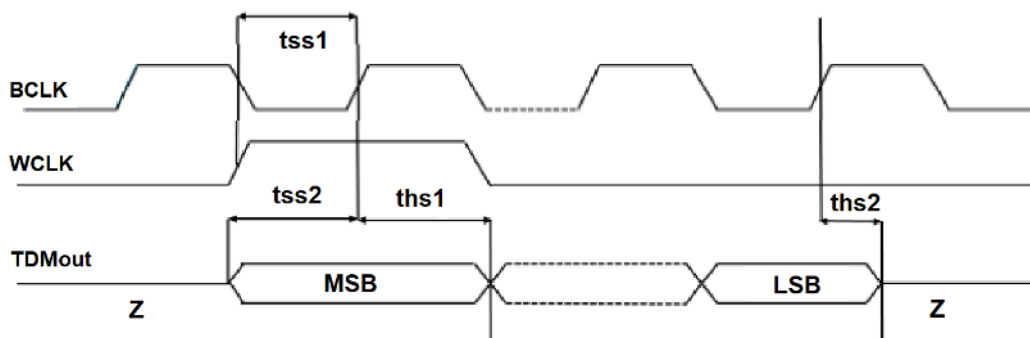 tss1
BCLK
WCLK
tss2
ths1
ths2
TDMout
MSB
LSB
Z
Z